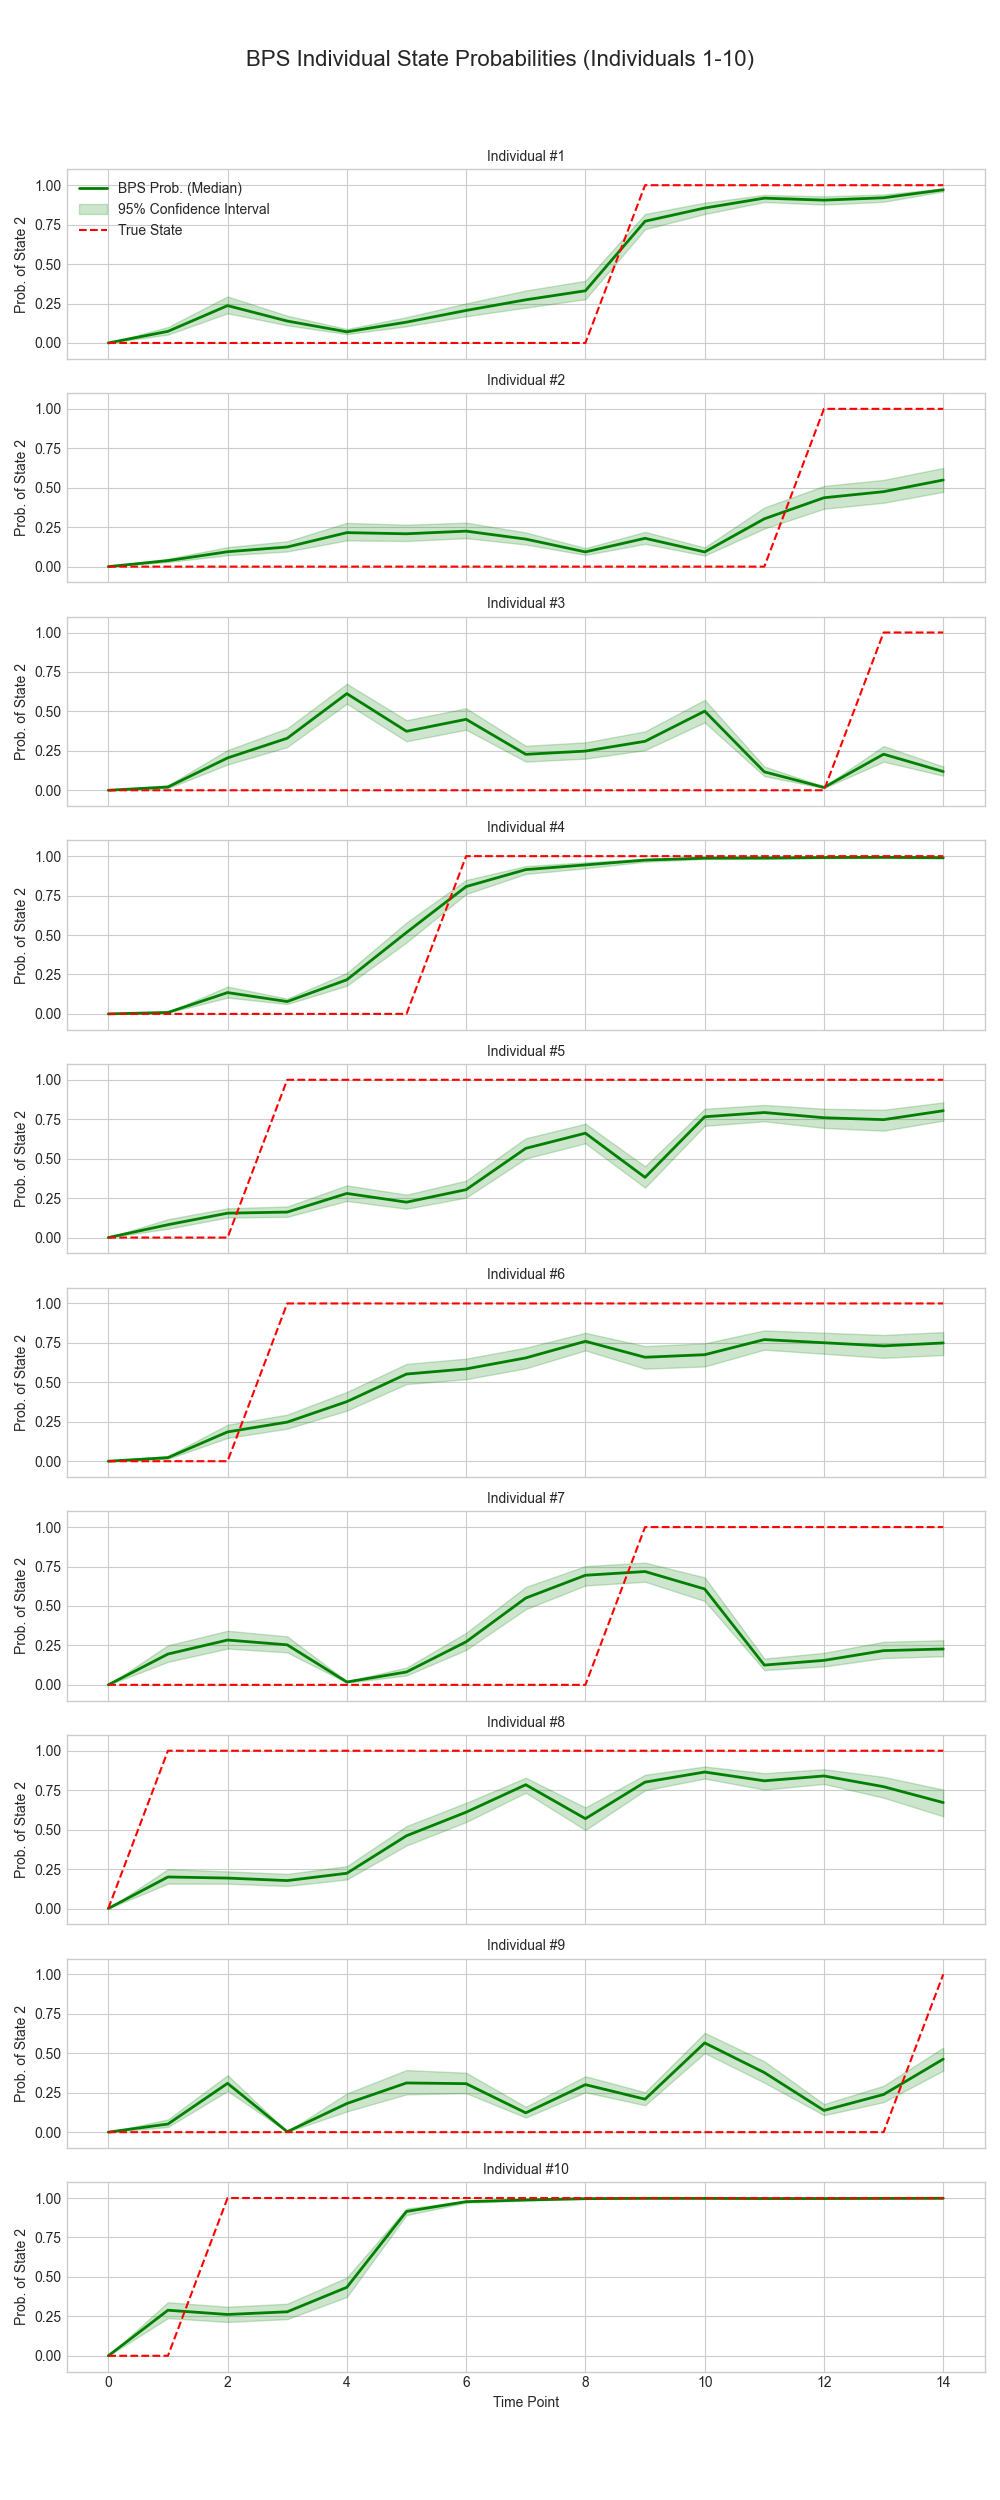 BPS Individual State Probabilities (Individuals 1-10)
Individual #1
1.00
0.75
0.50
0.25
0.00
Prob. of State 2
BPS Prob. (Median)
95% Confidence Interval
True State
Individual #2
1.00
0.75
0.50
0.25
0.00
Prob. of State 2
Individual #3
1.00
0.75
0.50
0.25
0.00
Prob. of State 2
Individual #4
1.00
0.75
0.50
0.25
0.00
Prob. of State 2
Individual #5
1.00
0.75
0.50
0.25
0.00
Prob. of State 2
Individual #6
1.00
0.75
0.50
0.25
0.00
Prob. of State 2
Individual #7
1.00
0.75
0.50
0.25
0.00
Prob. of State 2
Individual #8
1.00
0.75
0.50
0.25
0.00
Prob. of State 2
Individual #9
1.00
0.75
0.50
0.25
0.00
Prob. of State 2
Individual #10
1.00
0.75
0.50
0.25
0.00
Prob. of State 2
0 2 4 6 8 10 12 14
Time Point